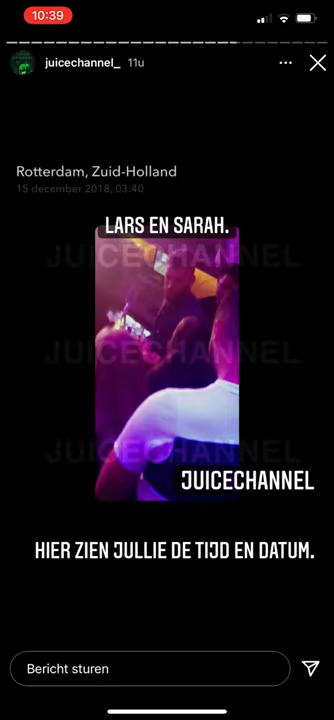 10:39
juicechannel_ 11u
Rotterdam, Zuid-Holland
15 december 2018, 03:40
LARS EN SARAH.
JUICECHANNEL
JUICECHANNEL
JUICECHANNEL
JUICECHANNEL
HIER ZIEN JULLIE DE TIJD EN DATUM.
Bericht sturen